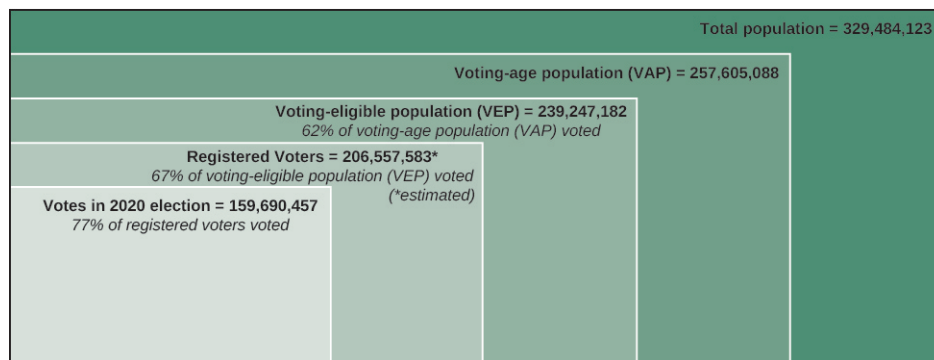 Total population = 329,484,123
Voting-age population (VAP) = 257,605,088
Voting-eligible population (VEP) = 239,247,182
62% of voting-age population (VAP) voted
Registered Voters = 206,557,583*
67% of voting-eligible population (VEP) voted
(*estimated)
Votes in 2020 election = 159,690,457
77% of registered voters voted